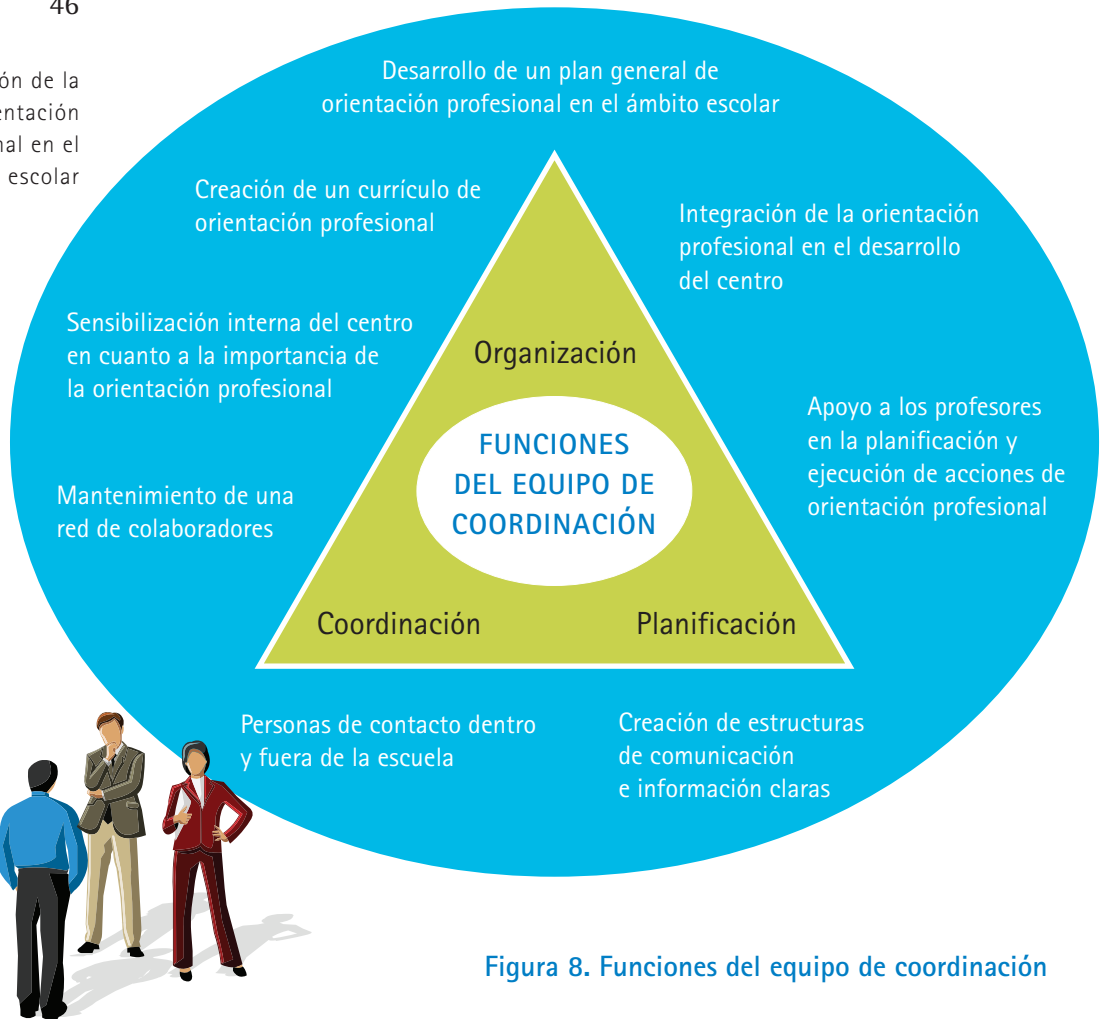 46
ón de la
entación
nal en el
escolar
Desarrollo de un plan general de
orientación profesional en el ámbito escolar
Creación de un currículo de
orientación profesional
Integración de la orientación
profesional en el desarrollo
del centro
Sensibilización interna del centro
en cuanto a la importancia de
la orientación profesional
Organización
Apoyo a los profesores
en la planificación y
ejecución de acciones de
orientación profesional
FUNCIONES
DEL EQUIPO DE
COORDINACIÓN
Mantenimiento de una
red de colaboradores
Coordinación
Planificación
Personas de contacto dentro
y fuera de la escuela
Creación de estructuras
de comunicación
e información claras
Figura 8. Funciones del equipo de coordinación